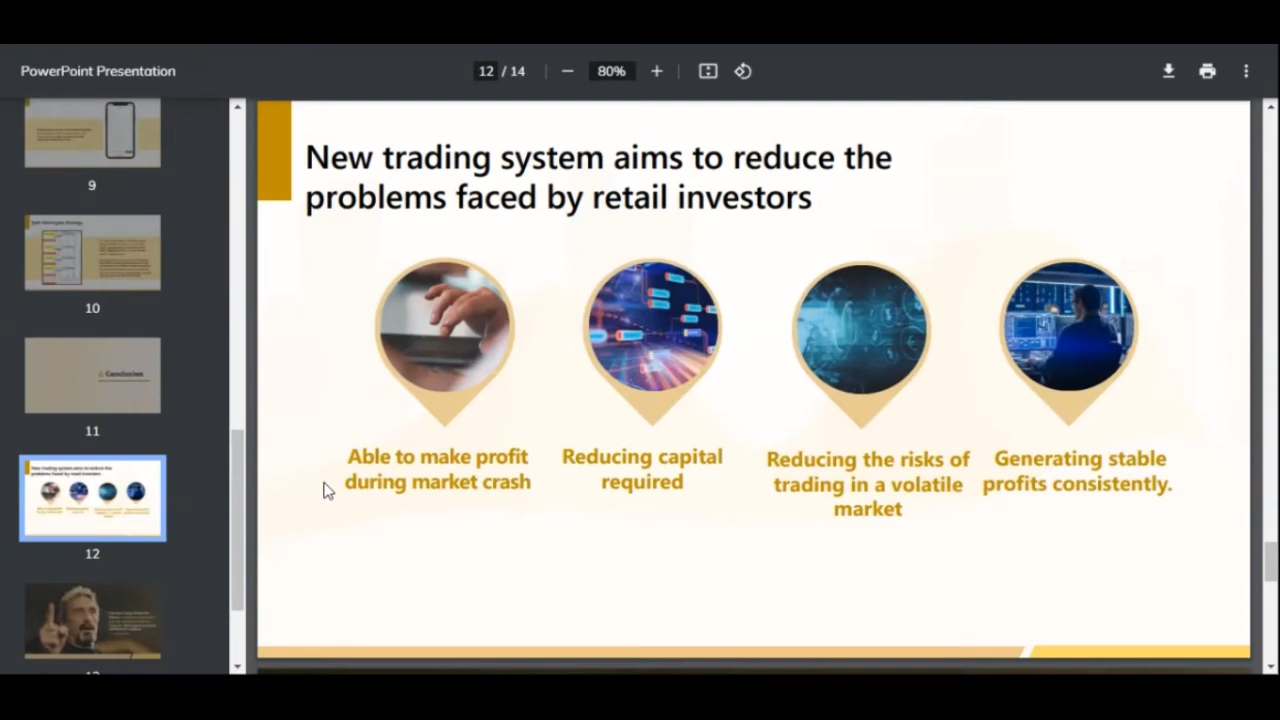 PowerPoint Presentation
12 / 14
80%
9
10
Conclusion
11
12
New trading system aims to reduce the
problems faced by retail investors
Able to make profit
during market crash
Reducing capital
required
Reducing the risks of
trading in a volatile
market
Generating stable
profits consistently.